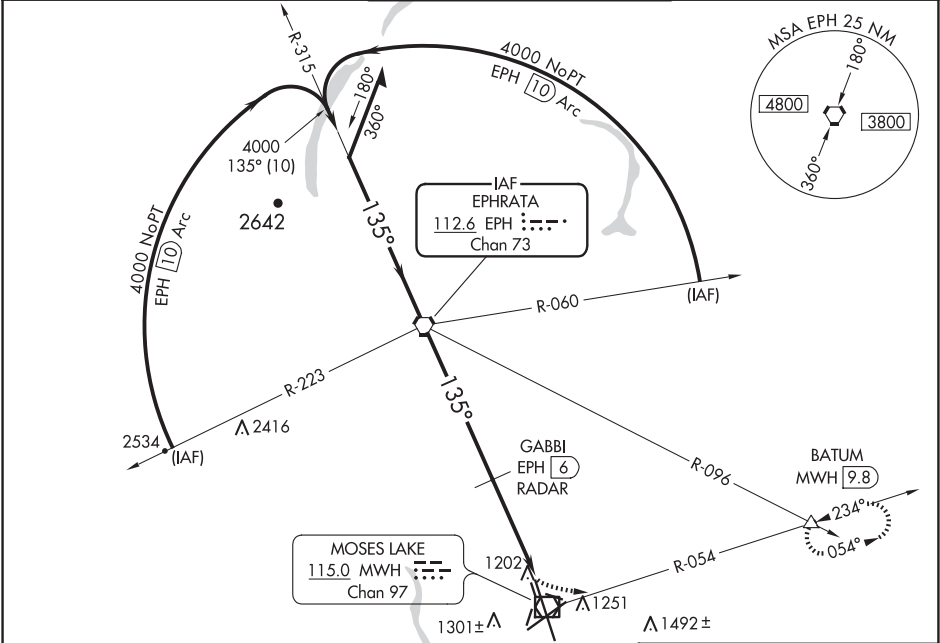 R-315
4000 NoPT
EPH 10 Arc
180°
360°
4000
135° (10)
MSA EPH 25 NM
180°
4800
3800
360°
2642
135°
IAF
EPHRATA
112.6 EPH
Chan 73
4000 NoPT
EPH 10 Arc
R-060
(IAF)
R-223
135°
2534
(IAF)
2416
GABBI
EPH 6
RADAR
R-096
BATUM
MWH 9.8
234°
054°
R-054
MOSES LAKE
115.0 MWH
Chan 97
1202
1251
1301±
1492±